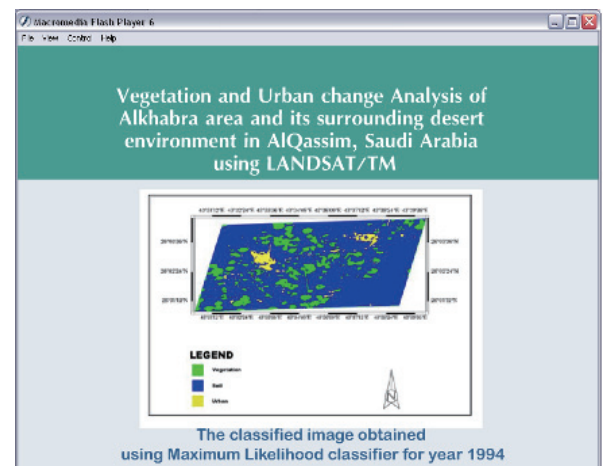 Macromedia Flash Player 6
File View Control Help
Vegetation and Urban change Analysis of
Alkhabra area and its surrounding desert
environment in AlQassim, Saudi Arabia
using LANDSAT/TM
LEGEND
Vegetation
Soil
Urban
N
The classified image obtained
using Maximum Likelihood classifier for year 1994